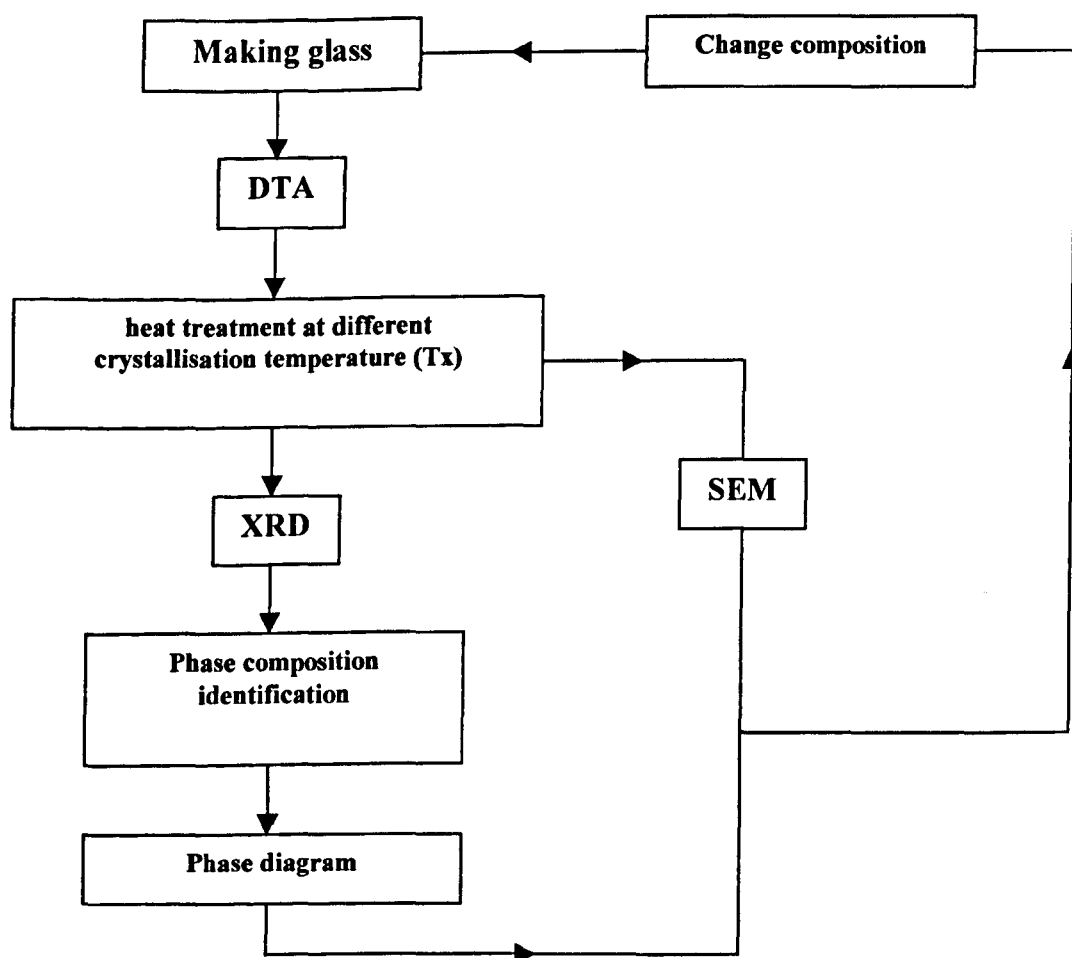 Making glass
Change composition
DTA
heat treatment at different
crystallisation temperature (Tx)
SEM
XRD
Phase composition
identification
Phase diagram